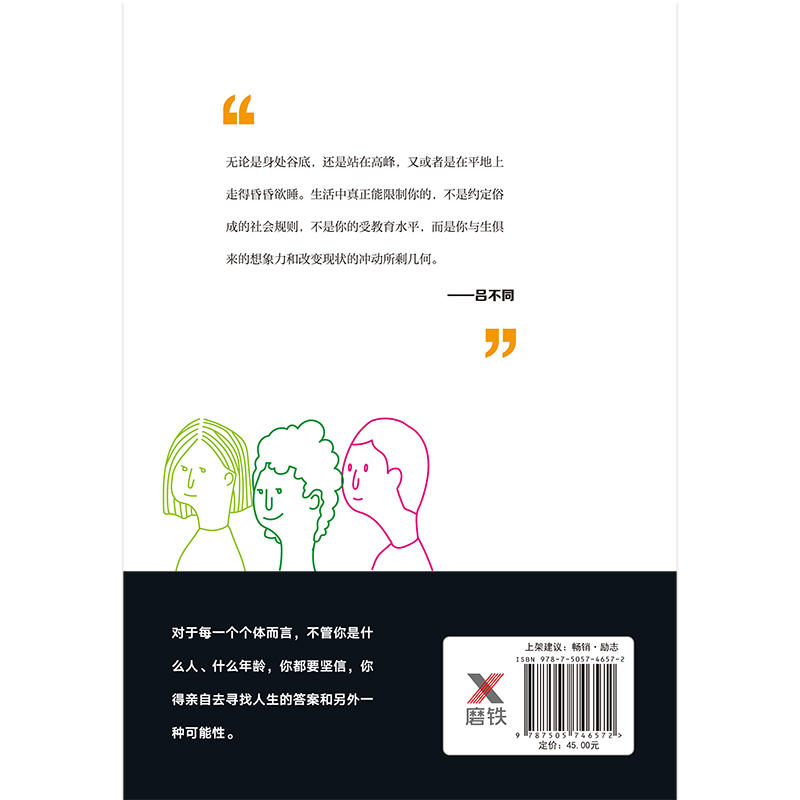 无论是身处谷底，还是站在高峰，又或者是在平地上
走得昏昏欲睡。生活中真正能限制你的，不是约定俗
成的社会规则，不是你的受教育水平，而是你与生俱
来的想象力和改变现状的冲动所剩几何。
——吕不同
对于每一个个体而言，不管你是什
么人、什么年龄，你都要坚信，你
得亲自去寻找人生的答案和另外一
种可能性。
磨铁
上架建议：畅销·励志
ISBN 978-7-5057-4657-2
9 787505 746572 >
定价：45.00元